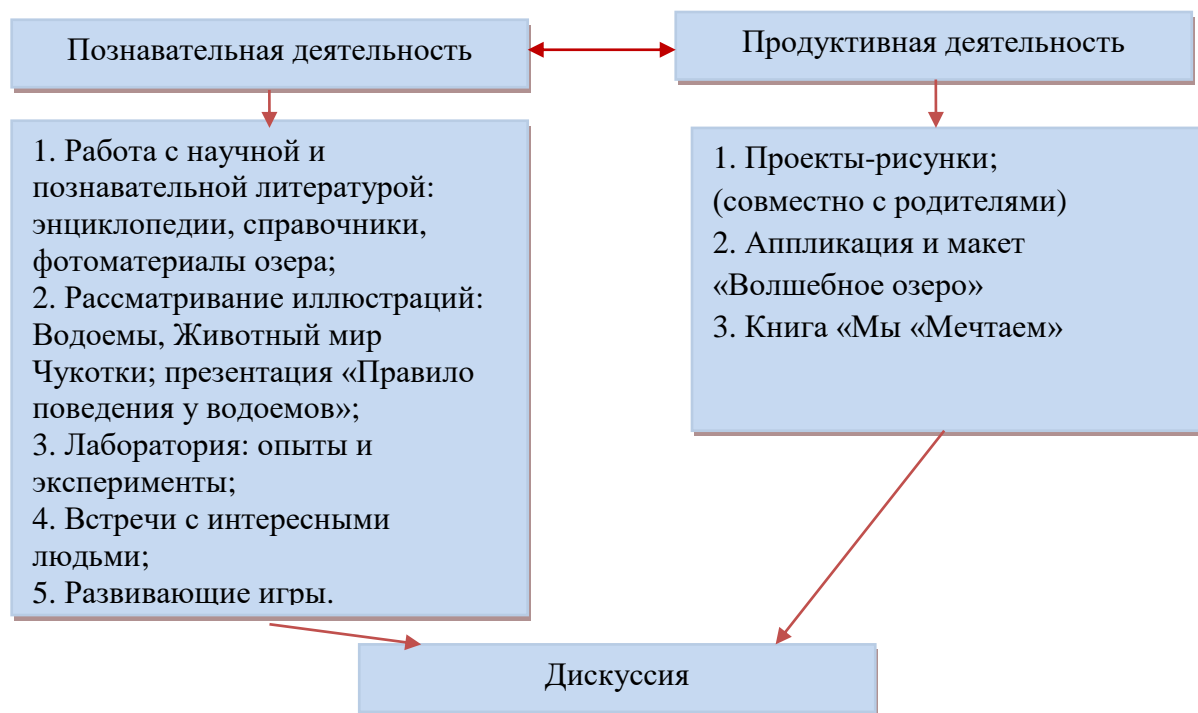 Познавательная деятельность
Продуктивная деятельность
1. Работа с научной и
познавательной литературой:
энциклопедии, справочники,
фотоматериалы озера;
2. Рассматривание иллюстраций:
Водоемы, Животный мир
Чукотки; презентация «Правило
поведения у водоемов»;
3. Лаборатория: опыты и
эксперименты;
4. Встречи с интересными
людьми;
5. Развивающие игры.
1. Проекты-рисунки;
(совместно с родителями)
2. Аппликация и макет
«Волшебное озеро»
3. Книга «Мы «Мечтаем»
Дискуссия